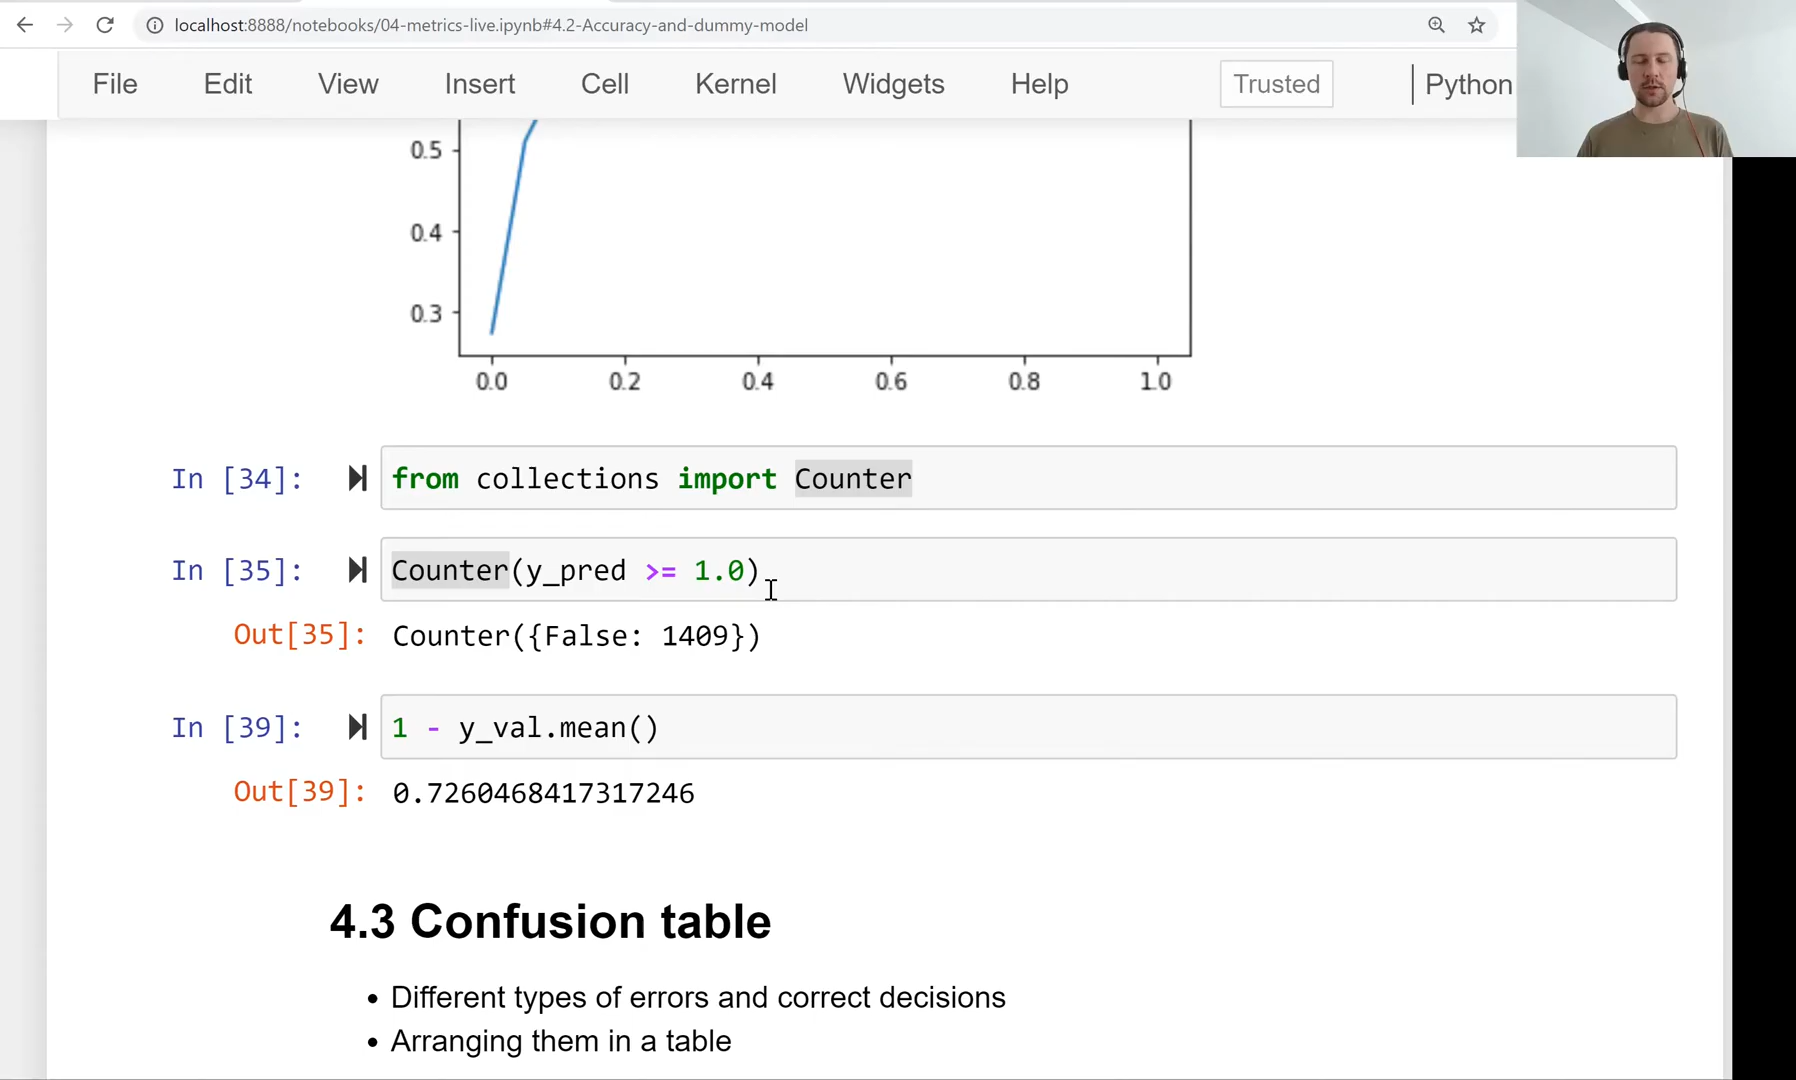 localhost:8888/notebooks/04-metrics-live.ipynb#4.2-Accuracy-and-dummy-model
File Edit View Insert Cell Kernel Widgets Help Trusted Python
0.5
0.4
0.3
0.0 0.2 0.4 0.6 0.8 1.0
In [34]: from collections import Counter
In [35]: Counter(y_pred >= 1.0)
Out[35]: Counter({False: 1409})
In [39]: 1 - y_val.mean()
Out[39]: 0.7260468417317246
4.3 Confusion table
• Different types of errors and correct decisions
• Arranging them in a table